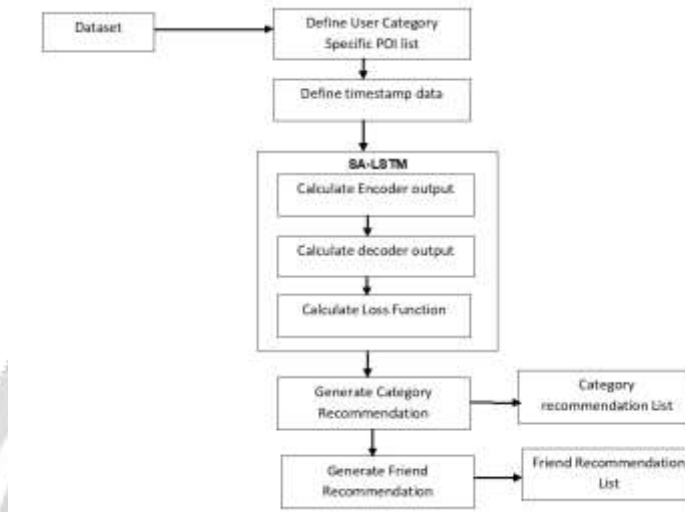 Dataset
Define User Category
Specific POI list
Define timestamp data
SA-LSTM
Calculate Encoder output
Calculate decoder output
Calculate Loss Function
Generate Category
Recommendation
Category
recommendation List
Generate Friend
Recommendation
Friend Recommendation
List